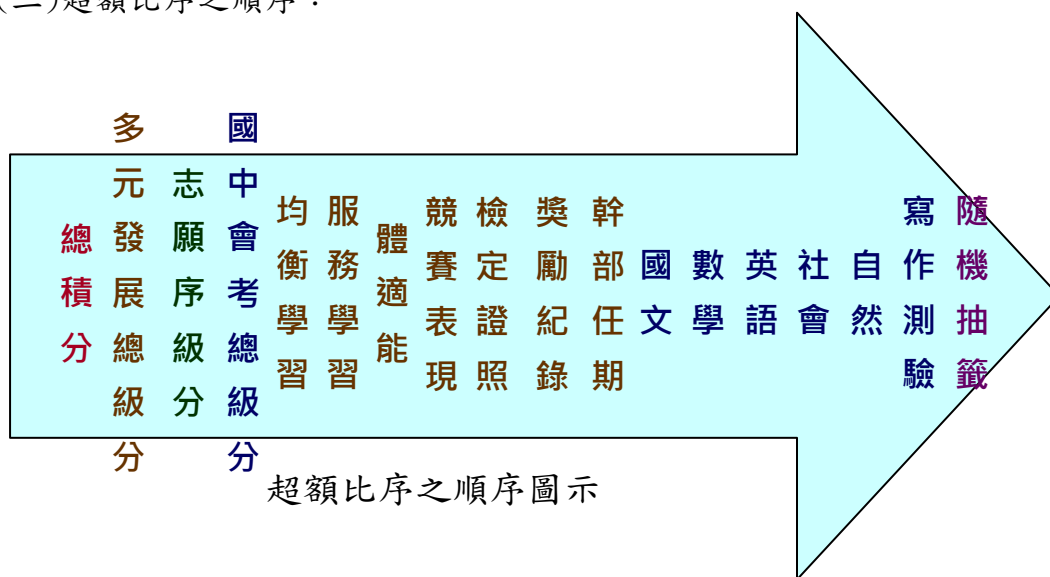 (二)超額比序之順序：
總積分
多元發展總級分
志願序級分
國中會考總級分
均衡學習
服務學習
體適能
競賽表現
檢定證照
獎勵紀錄
幹部任期
國文
數學
英語
社會
自然
寫作測驗
隨機抽籤
超額比序之順序圖示